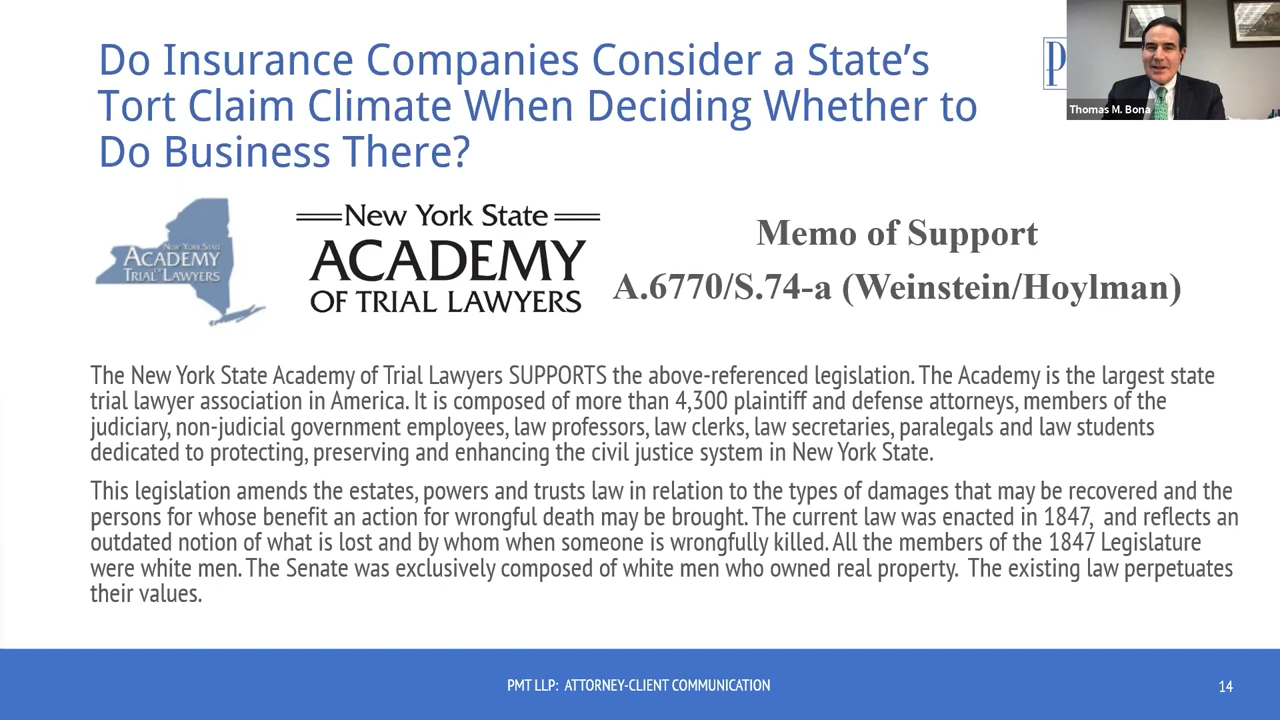 Do Insurance Companies Consider a State’s
Tort Claim Climate When Deciding Whether to
Do Business There?
P
Thomas M. Bona
New York State
ACADEMY
OF
TRIAL LAWYERS
New York State
ACADEMY
OF TRIAL LAWYERS
Memo of Support
A.6770/S.74-a (Weinstein/Hoylman)
The New York State Academy of Trial Lawyers SUPPORTS the above-referenced legislation. The Academy is the largest state
trial lawyer association in America. It is composed of more than 4,300 plaintiff and defense attorneys, members of the
judiciary, non-judicial government employees, law professors, law clerks, law secretaries, paralegals and law students
dedicated to protecting, preserving and enhancing the civil justice system in New York State.
This legislation amends the estates, powers and trusts law in relation to the types of damages that may be recovered and the
persons for whose benefit an action for wrongful death may be brought. The current law was enacted in 1847,  and reflects an
outdated notion of what is lost and by whom when someone is wrongfully killed. All the members of the 1847 Legislature
were white men. The Senate was exclusively composed of white men who owned real property.  The existing law perpetuates
their values.
PMT LLP:  ATTORNEY-CLIENT COMMUNICATION
14